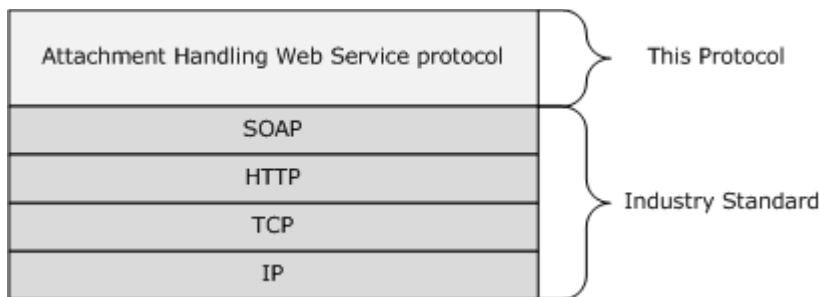 Attachment Handling Web Service protocol
This Protocol
SOAP
HTTP
TCP
Industry Standard
IP